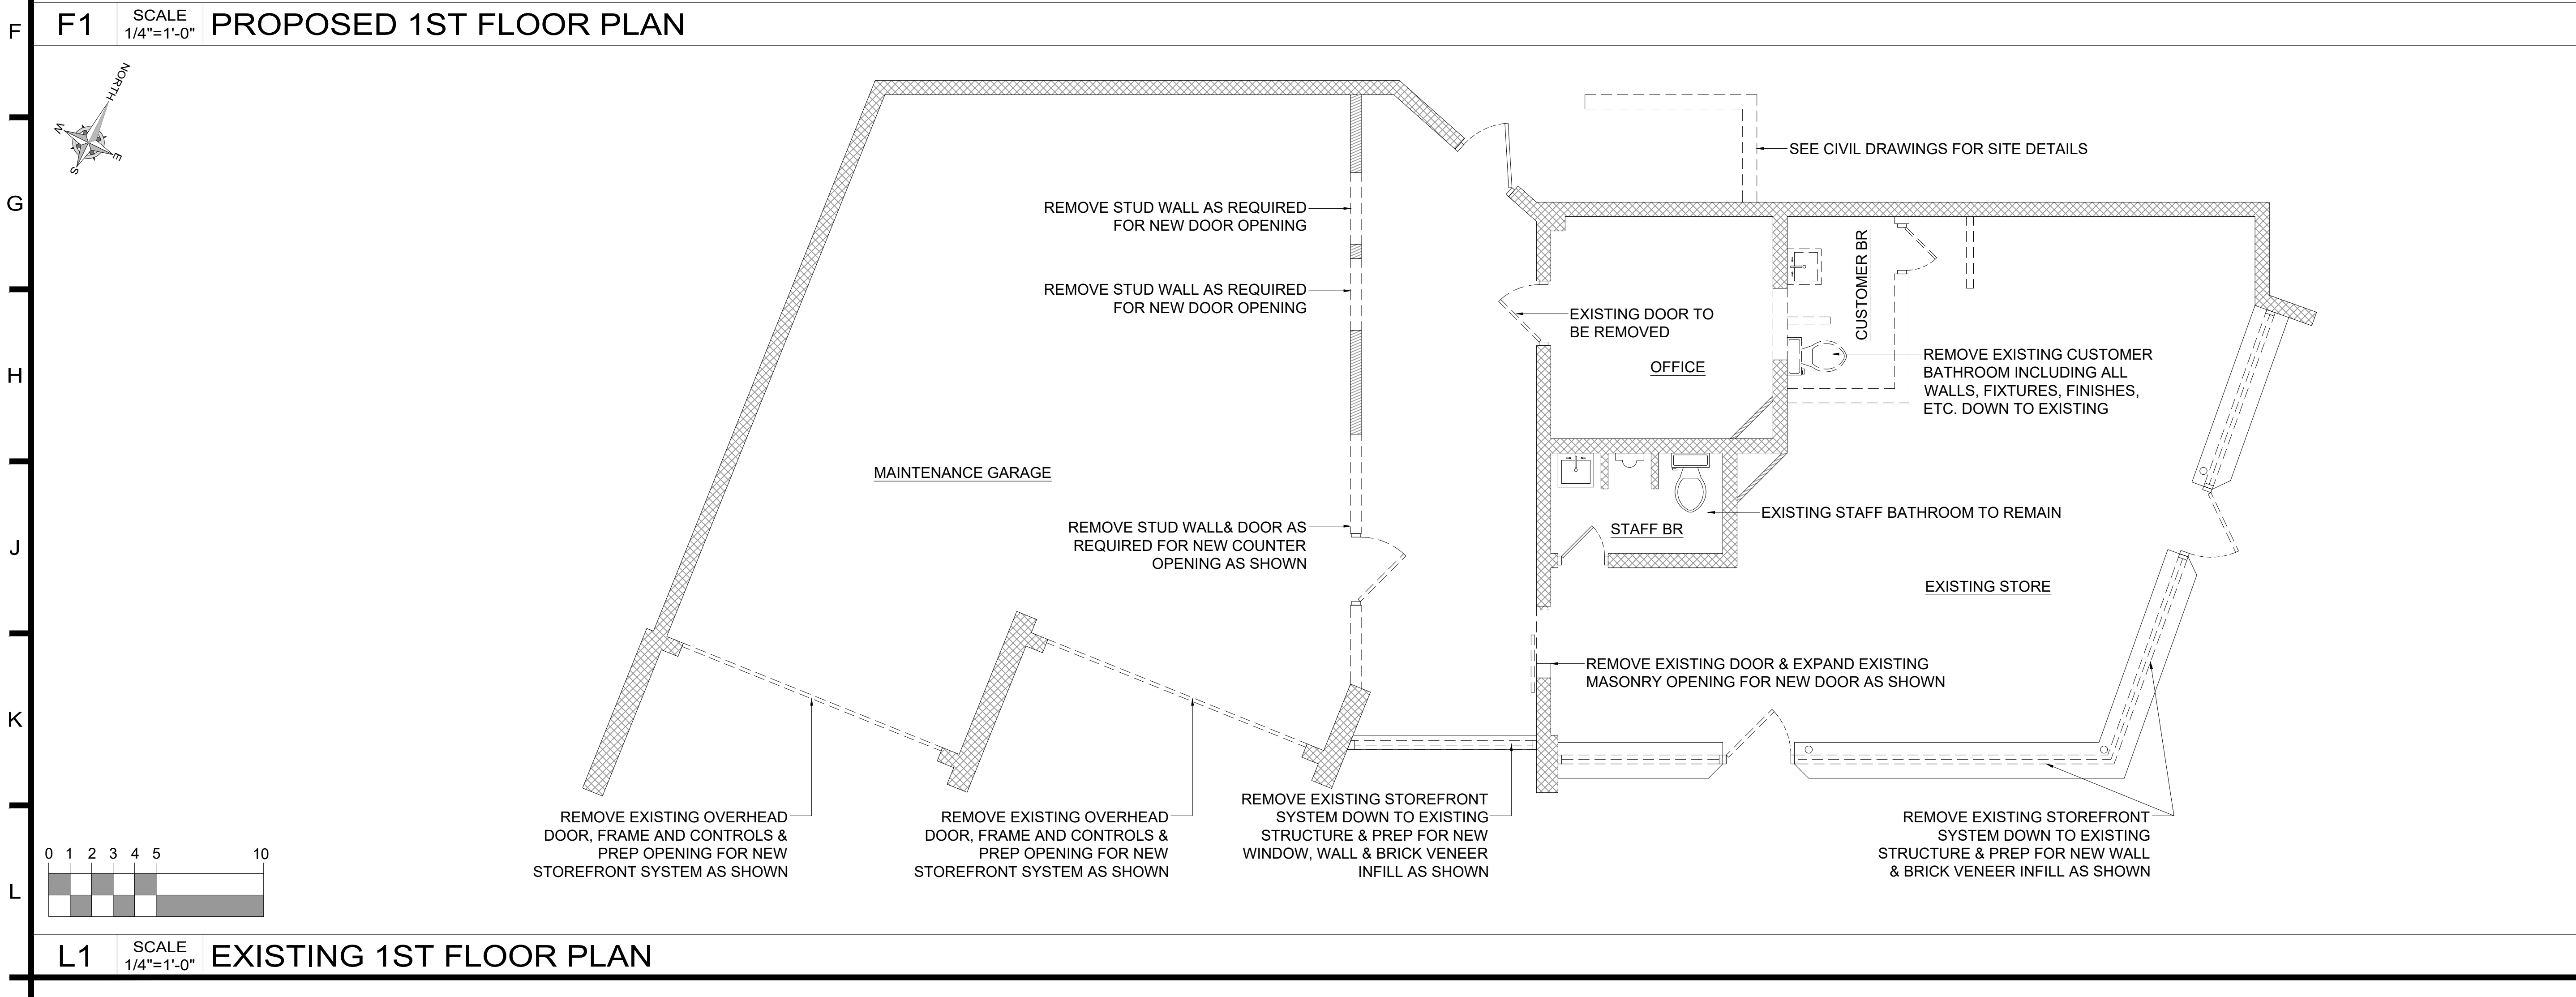 F
F1
SCALE
1/4"=1'-0"
PROPOSED 1ST FLOOR PLAN
NORTH
W
E
S
G
H
J
K
L
SEE CIVIL DRAWINGS FOR SITE DETAILS
REMOVE STUD WALL AS REQUIRED
FOR NEW DOOR OPENING
REMOVE STUD WALL AS REQUIRED
FOR NEW DOOR OPENING
EXISTING DOOR TO
BE REMOVED
OFFICE
CUSTOMER BR
REMOVE EXISTING CUSTOMER
BATHROOM INCLUDING ALL
WALLS, FIXTURES, FINISHES,
ETC. DOWN TO EXISTING
MAINTENANCE GARAGE
REMOVE STUD WALL& DOOR AS
REQUIRED FOR NEW COUNTER
OPENING AS SHOWN
STAFF BR
EXISTING STAFF BATHROOM TO REMAIN
EXISTING STORE
REMOVE EXISTING DOOR & EXPAND EXISTING
MASONRY OPENING FOR NEW DOOR AS SHOWN
REMOVE EXISTING OVERHEAD
DOOR, FRAME AND CONTROLS &
PREP OPENING FOR NEW
STOREFRONT SYSTEM AS SHOWN
REMOVE EXISTING OVERHEAD
DOOR, FRAME AND CONTROLS &
PREP OPENING FOR NEW
STOREFRONT SYSTEM AS SHOWN
REMOVE EXISTING STOREFRONT
SYSTEM DOWN TO EXISTING
STRUCTURE & PREP FOR NEW
WINDOW, WALL & BRICK VENEER
INFILL AS SHOWN
REMOVE EXISTING STOREFRONT
SYSTEM DOWN TO EXISTING
STRUCTURE & PREP FOR NEW WALL
& BRICK VENEER INFILL AS SHOWN
0 1 2 3 4 5 10
L1
SCALE
1/4"=1'-0"
EXISTING 1ST FLOOR PLAN